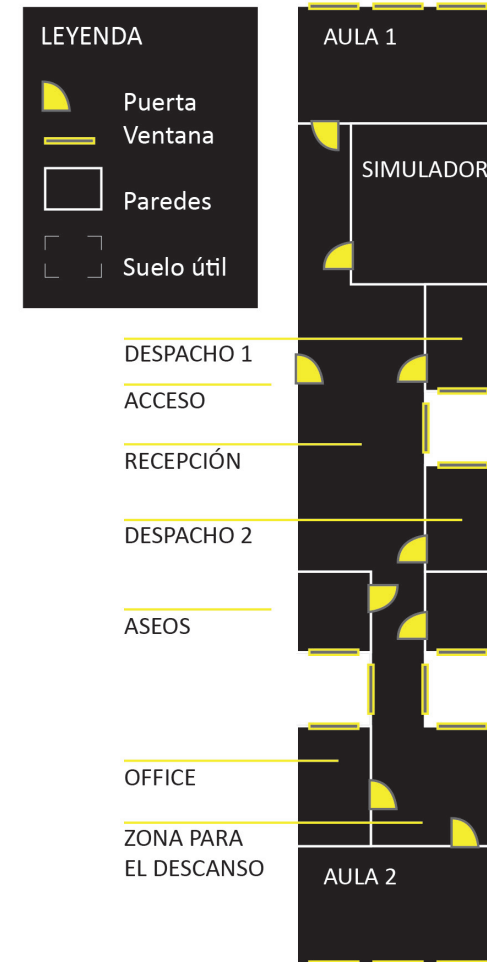 LEYENDA
Puerta
Ventana
Paredes
Suelo útil
AULA 1
SIMULADOR
DESPACHO 1
ACCESO
RECEPCIÓN
DESPACHO 2
ASEOS
OFFICE
ZONA PARA
EL DESCANSO
AULA 2